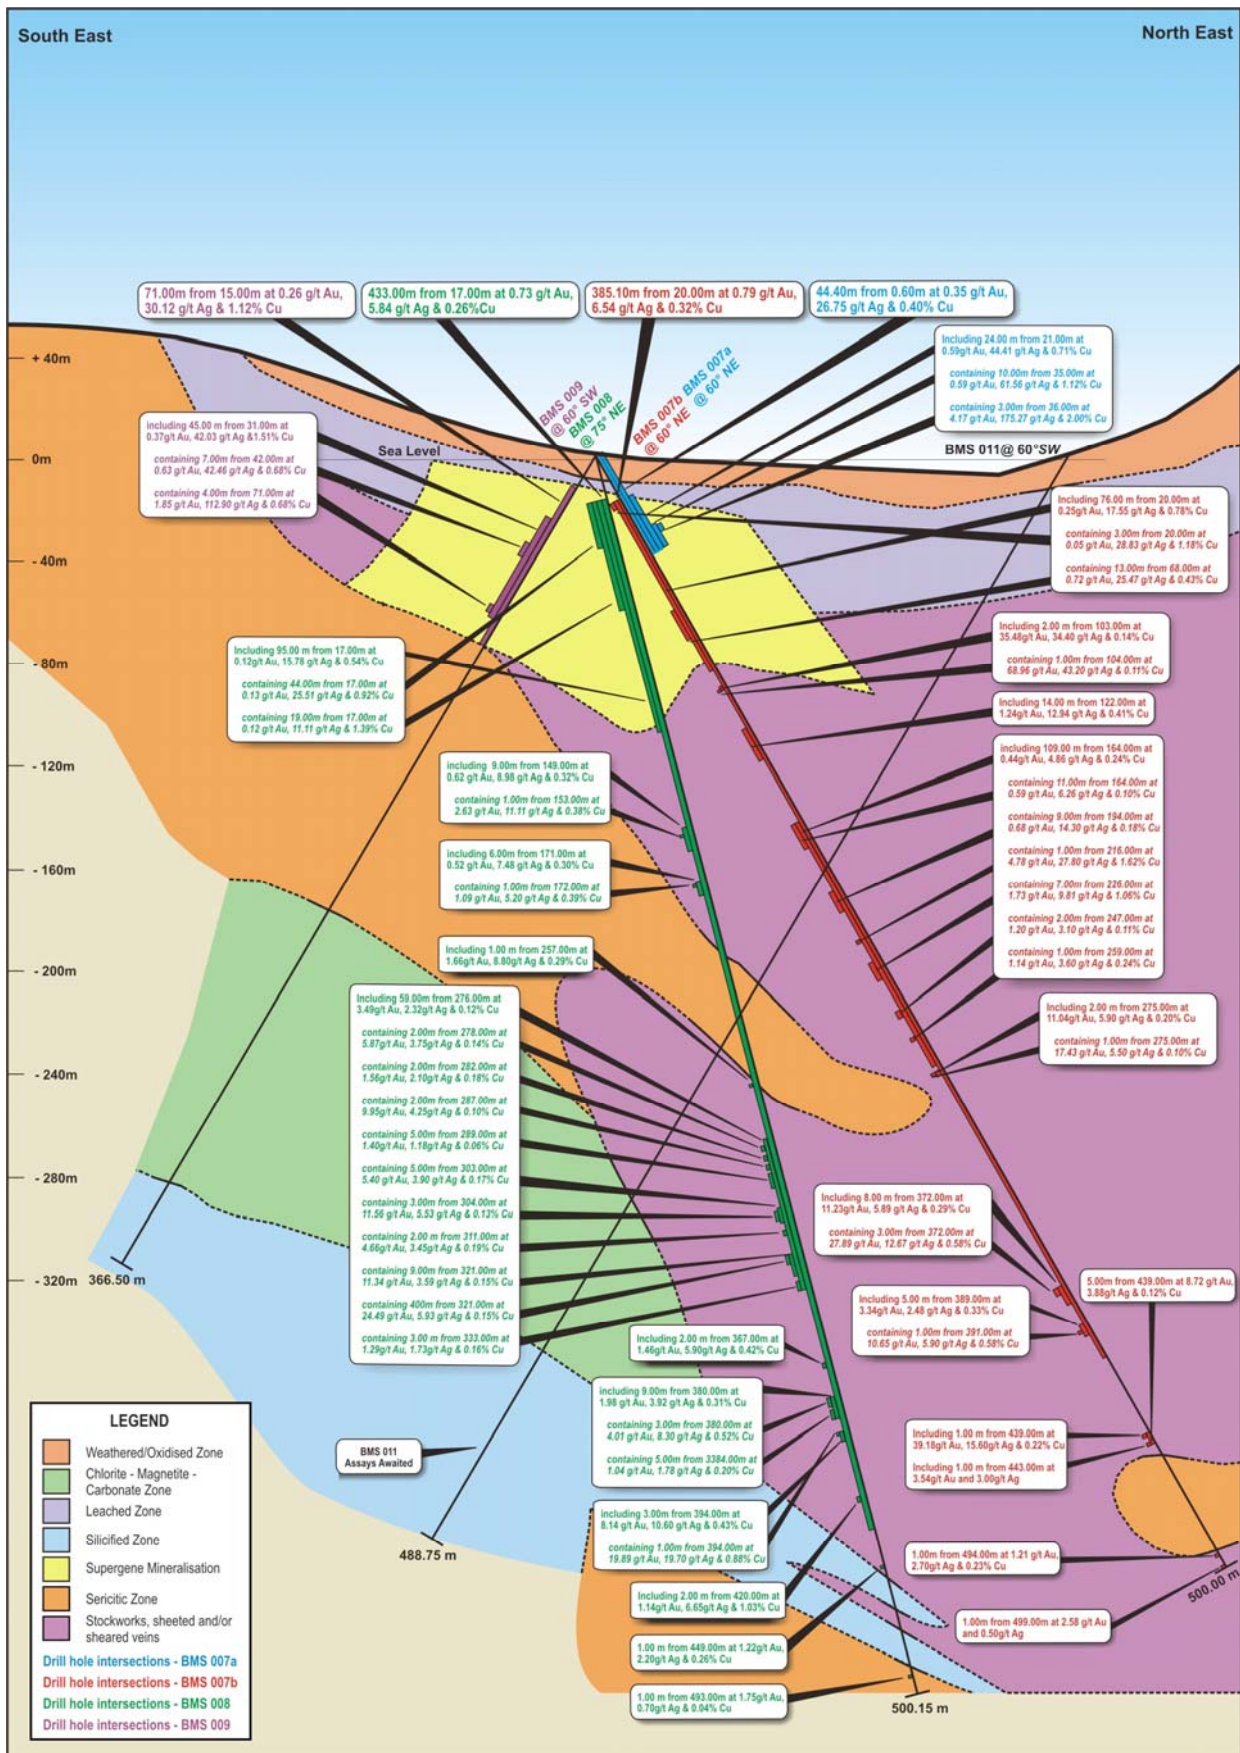 South East
North East
71.00m from 15.00m at 0.26 g/t Au,
30.12 g/t Ag & 1.12% Cu
433.00m from 17.00m at 0.73 g/t Au,
5.84 g/t Ag & 0.26%Cu
385.10m from 20.00m at 0.79 g/t Au,
6.54 g/t Ag & 0.32% Cu
44.40m from 0.60m at 0.35 g/t Au,
26.75 g/t Ag & 0.40% Cu
Including 24.00 m from 21.00m at
0.59g/t Au, 44.41 g/t Ag & 0.71% Cu
containing 10.00m from 35.00m at
0.59 g/t Au, 61.56 g/t Ag & 1.12% Cu
containing 3.00m from 36.00m at
4.17 g/t Au, 175.27 g/t Ag & 2.00% Cu
BMS 009
@ 60° SW
BMS 008
@ 75° NE
BMS 007b
@ 60° NE
BMS 007a
@ 60° NE
BMS 011@ 60°SW
Sea Level
+ 40m
0m
- 40m
- 80m
- 120m
- 160m
- 200m
- 240m
- 280m
- 320m
including 45.00 m from 31.00m at
0.37g/t Au, 42.03 g/t Ag &1.51% Cu
containing 7.00m from 42.00m at
0.63 g/t Au, 42.46 g/t Ag & 0.68% Cu
containing 4.00m from 71.00m at
1.85 g/t Au, 112.90 g/t Ag & 0.68% Cu
Including 76.00 m from 20.00m at
0.25g/t Au, 17.55 g/t Ag & 0.78% Cu
containing 3.00m from 20.00m at
0.05 g/t Au, 28.83 g/t Ag & 1.18% Cu
containing 13.00m from 68.00m at
0.72 g/t Au, 25.47 g/t Ag & 0.43% Cu
Including 2.00 m from 103.00m at
35.48g/t Au, 34.40 g/t Ag & 0.14% Cu
containing 1.00m from 104.00m at
68.96 g/t Au, 43.20 g/t Ag & 0.11% Cu
Including 95.00 m from 17.00m at
0.12g/t Au, 15.78 g/t Ag & 0.54% Cu
containing 44.00m from 17.00m at
0.13 g/t Au, 25.51 g/t Ag & 0.92% Cu
containing 19.00m from 17.00m at
0.12 g/t Au, 11.11 g/t Ag & 1.39% Cu
Including 14.00 m from 122.00m at
1.24g/t Au, 12.94 g/t Ag & 0.41% Cu
including 109.00 m from 164.00m at
0.44g/t Au, 4.86 g/t Ag & 0.24% Cu
containing 11.00m from 164.00m at
0.59 g/t Au, 6.26 g/t Ag & 0.10% Cu
containing 9.00m from 194.00m at
0.68 g/t Au, 14.30 g/t Ag & 0.18% Cu
containing 1.00m from 216.00m at
4.78 g/t Au, 27.80 g/t Ag & 1.62% Cu
containing 7.00m from 226.00m at
1.73 g/t Au, 9.81 g/t Ag & 1.06% Cu
containing 2.00m from 247.00m at
1.20 g/t Au, 3.10 g/t Ag & 0.11% Cu
containing 1.00m from 259.00m at
1.14 g/t Au, 3.60 g/t Ag & 0.24% Cu
including 9.00m from 149.00m at
0.62 g/t Au, 8.98 g/t Ag & 0.32% Cu
containing 1.00m from 153.00m at
2.63 g/t Au, 11.11 g/t Ag & 0.38% Cu
including 6.00m from 171.00m at
0.52 g/t Au, 7.48 g/t Ag & 0.30% Cu
containing 1.00m from 172.00m at
1.09 g/t Au, 5.20 g/t Ag & 0.39% Cu
Including 1.00 m from 257.00m at
1.66g/t Au, 8.80g/t Ag & 0.29% Cu
Including 2.00 m from 275.00m at
11.04g/t Au, 5.90 g/t Ag & 0.20% Cu
containing 1.00m from 275.00m at
17.43 g/t Au, 5.50 g/t Ag & 0.10% Cu
Including 59.00m from 276.00m at
3.49g/t Au, 2.32g/t Ag & 0.12% Cu
containing 2.00m from 278.00m at
5.87g/t Au, 3.75g/t Ag & 0.14% Cu
containing 2.00m from 282.00m at
1.56g/t Au, 2.10g/t Ag & 0.18% Cu
containing 2.00m from 287.00m at
9.95g/t Au, 4.25g/t Ag & 0.10% Cu
containing 5.00m from 289.00m at
1.40g/t Au, 1.18g/t Ag & 0.06% Cu
containing 5.00m from 303.00m at
5.40 g/t Au, 3.90 g/t Ag & 0.17% Cu
containing 3.00m from 304.00m at
11.56 g/t Au, 5.53 g/t Ag & 0.13% Cu
containing 2.00 m from 311.00m at
4.66g/t Au, 3.45g/t Ag & 0.19% Cu
containing 9.00m from 321.00m at
11.34 g/t Au, 3.59 g/t Ag & 0.15% Cu
containing 400m from 321.00m at
24.49 g/t Au, 5.93 g/t Ag & 0.15% Cu
containing 3.00 m from 333.00m at
1.29g/t Au, 1.73g/t Ag & 0.16% Cu
Including 8.00 m from 372.00m at
11.23g/t Au, 5.89 g/t Ag & 0.29% Cu
containing 3.00m from 372.00m at
27.89 g/t Au, 12.67 g/t Ag & 0.58% Cu
5.00m from 439.00m at 8.72 g/t Au,
3.88g/t Ag & 0.12% Cu
Including 5.00 m from 389.00m at
3.34g/t Au, 2.48 g/t Ag & 0.33% Cu
containing 1.00m from 391.00m at
10.65 g/t Au, 5.90 g/t Ag & 0.58% Cu
366.50 m
Including 2.00 m from 367.00m at
1.46g/t Au, 5.90g/t Ag & 0.42% Cu
including 9.00m from 380.00m at
1.98 g/t Au, 3.92 g/t Ag & 0.31% Cu
containing 3.00m from 380.00m at
4.01 g/t Au, 8.30 g/t Ag & 0.52% Cu
containing 5.00m from 3384.00m at
1.04 g/t Au, 1.78 g/t Ag & 0.20% Cu
Including 1.00 m from 439.00m at
39.18g/t Au, 15.60g/t Ag & 0.22% Cu
Including 1.00 m from 443.00m at
3.54g/t Au and 3.00g/t Ag
BMS 011
Assays Awaited
including 3.00m from 394.00m at
8.14 g/t Au, 10.60 g/t Ag & 0.43% Cu
containing 1.00m from 394.00m at
19.89 g/t Au, 19.70 g/t Ag & 0.88% Cu
488.75 m
1.00m from 494.00m at 1.21 g/t Au,
2.70g/t Ag & 0.23% Cu
500.00 m
Including 2.00 m from 420.00m at
1.14g/t Au, 6.65g/t Ag & 1.03% Cu
1.00m from 499.00m at 2.58 g/t Au
and 0.50g/t Ag
1.00 m from 449.00m at 1.22g/t Au,
2.20g/t Ag & 0.26% Cu
1.00 m from 493.00m at 1.75g/t Au,
0.70g/t Ag & 0.04% Cu
500.15 m
LEGEND
Weathered/Oxidised Zone
Chlorite - Magnetite -
Carbonate Zone
Leached Zone
Silicified Zone
Supergene Mineralisation
Sericitic Zone
Stockworks, sheeted and/or
sheared veins
Drill hole intersections - BMS 007a
Drill hole intersections - BMS 007b
Drill hole intersections - BMS 008
Drill hole intersections - BMS 009